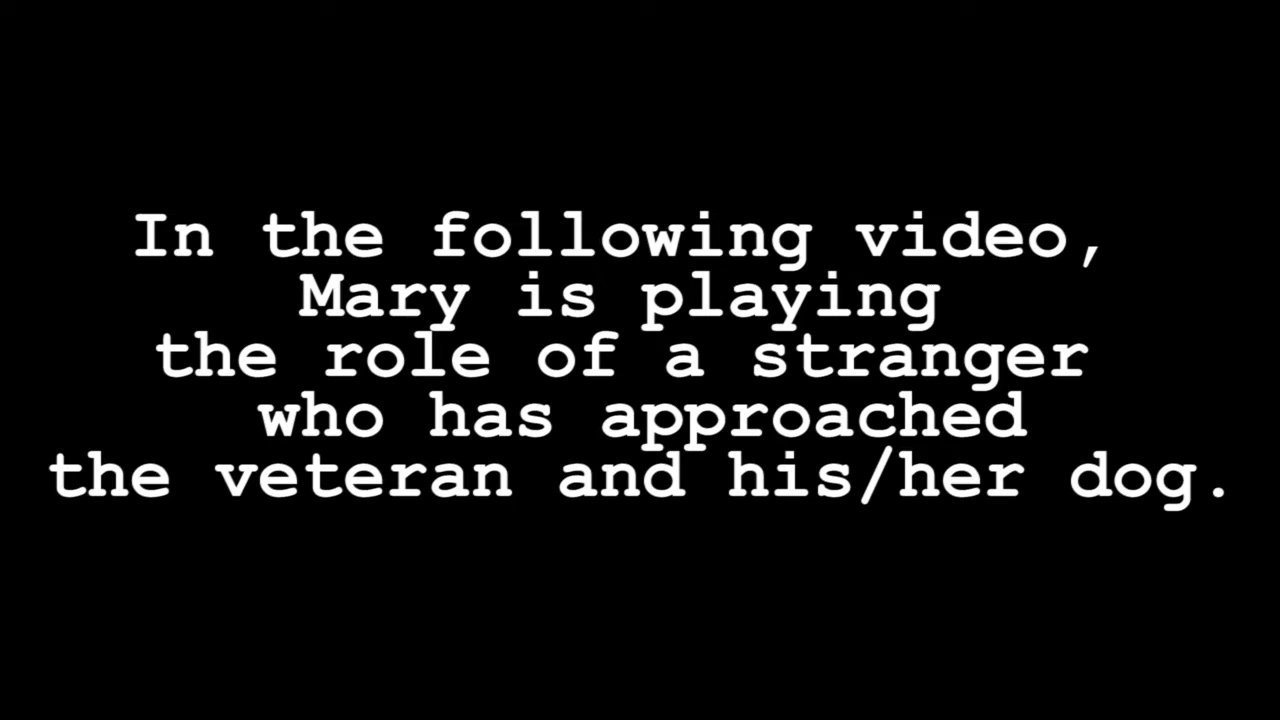 In the following video,
Mary is playing
the role of a stranger
who has approached
the veteran and his/her dog.